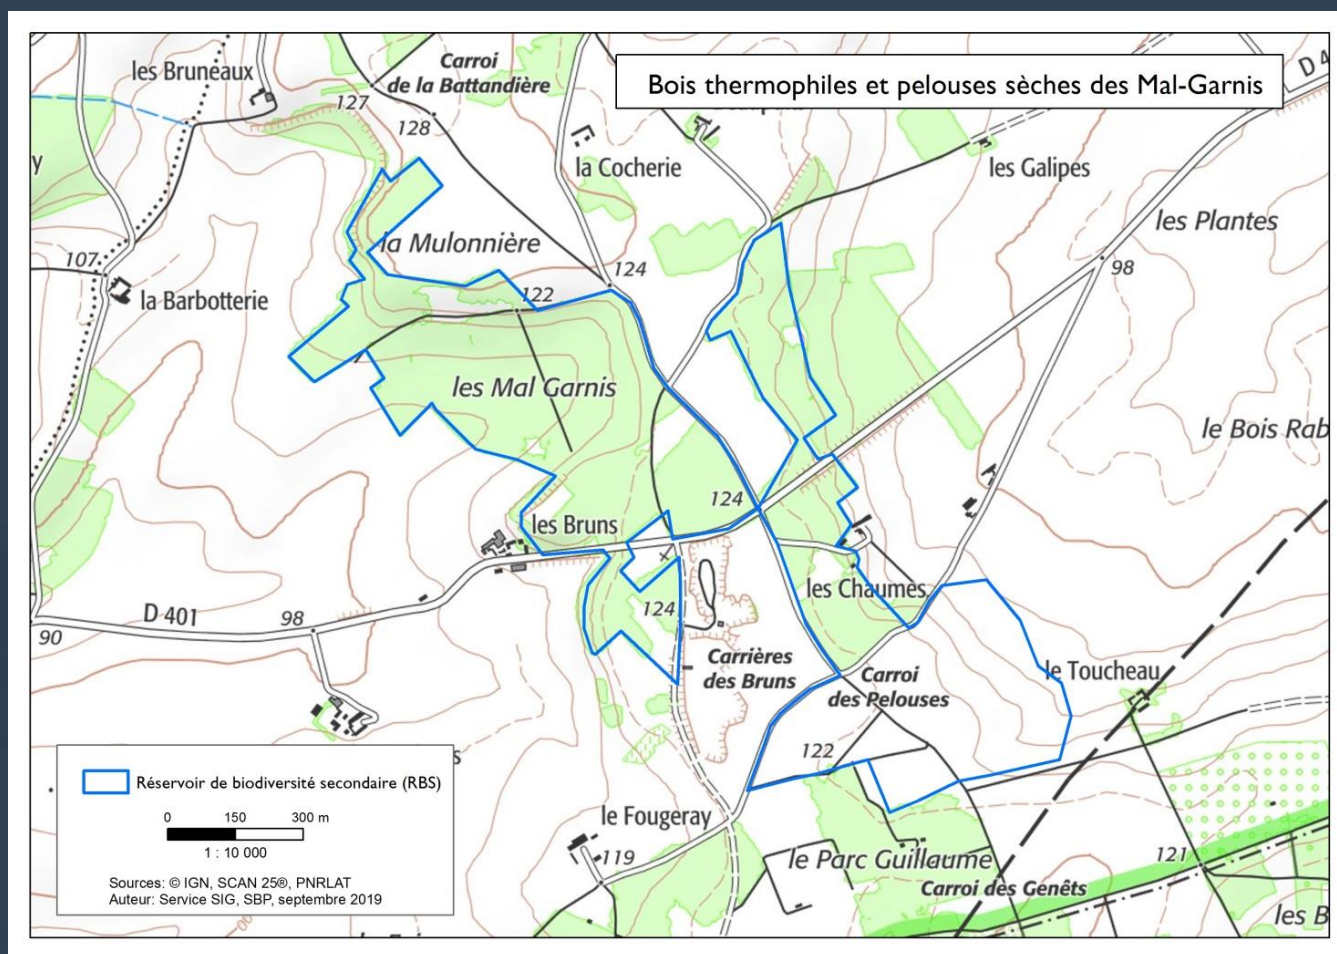 Bois thermophiles et pelouses sèches des Mal-Garnis
les Bruneaux
Carroi
de la Battandière
127
128
la Cocherie
les Galipes
les Plantes
la Mulonnière
107
124
98
122
la Barbotterie
les Mal Garnis
le Bois Rab
124
les Bruns
les Chaumes
124
D 401
98
90
Carrières
des Bruns
Carroi
des Pelouses
le Toucheau
122
Réservoir de biodiversité secondaire (RBS)
0 150 300 m
1 : 10 000
Sources: © IGN, SCAN 25®, PNRLAT
Auteur: Service SIG, SBP, septembre 2019
le Fougeray
119
le Parc Guillaume
121
Carroi des Genêts
les B